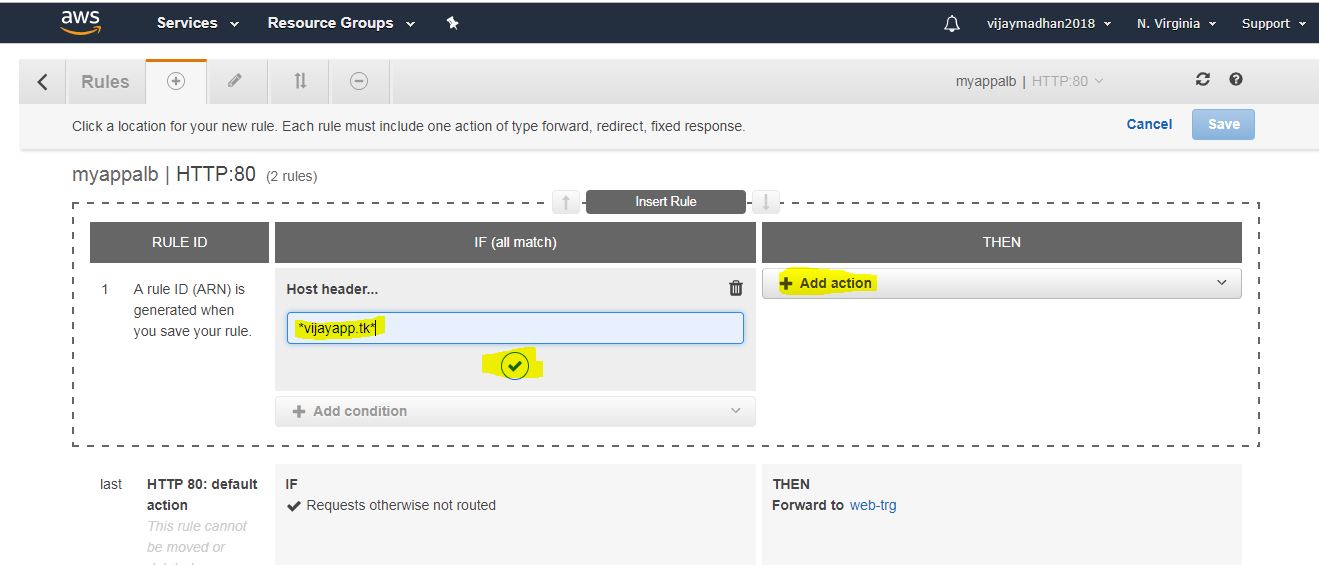 aws Services Resource Groups vijaymadhan2018 N. Virginia Support
Rules myappalb | HTTP:80
Click a location for your new rule. Each rule must include one action of type forward, redirect, fixed response. Cancel Save
myappalb | HTTP:80 (2 rules)
Insert Rule
RULE ID IF (all match) THEN
1 A rule ID (ARN) is generated when you save your rule.
Host header...
*vijayapp.tk*
Add condition
Add action
last HTTP 80: default action
This rule cannot
be moved or
IF
Requests otherwise not routed
THEN
Forward to web-trg